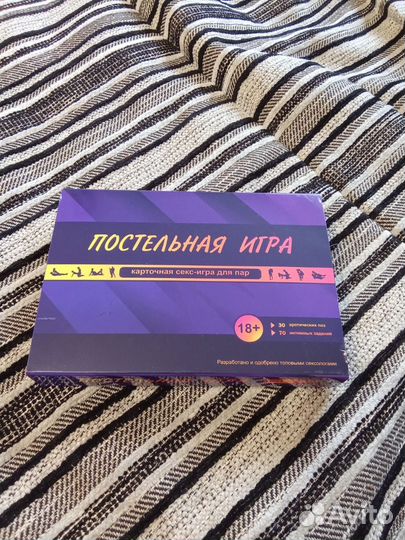 ПОСТЕЛЬНАЯ ИГРА
карточная секс-игра для пар
18+
30 эротических поз
70 интимных заданий
Разработано и одобрено топовыми сексологами
Avito